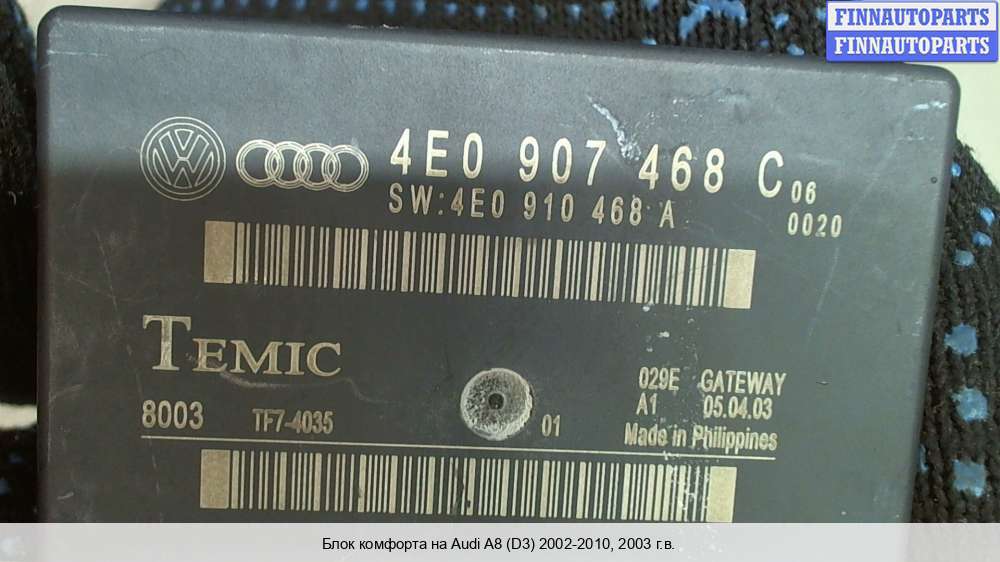 FINNAUTOPARTS
FINNAUTOPARTS
4E0 907 468 C 06
SW:4E0 910 468 A 0020
TEMIC
029E GATEWAY
A1 05.04.03
8003 TF7-4035 01 Made in Philippines
Блок комфорта на Audi A8 (D3) 2002-2010, 2003 г.в.